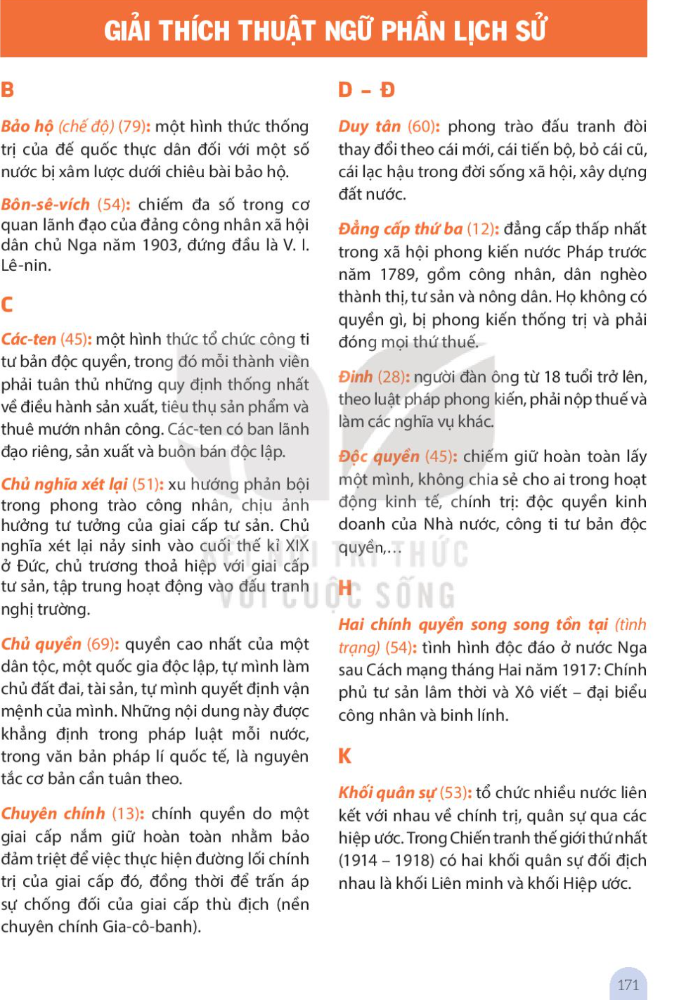 GIẢI THÍCH THUẬT NGỮ PHẦN LỊCH SỬ
B
Bảo hộ (chế độ) (79): một hình thức thống
trị của đế quốc thực dân đối với một số
nước bị xâm lược dưới chiêu bài bảo hộ.
Bôn-sê-vích (54): chiếm đa số trong cơ
quan lãnh đạo của đảng công nhân xã hội
dân chủ Nga năm 1903, đứng đầu là V. I.
Lê-nin.
C
Các-ten (45): một hình thức tổ chức công ti
tư bản độc quyền, trong đó mỗi thành viên
phải tuân thủ những quy định thống nhất
về điều hành sản xuất, tiêu thụ sản phẩm và
thuê mướn nhân công. Các-ten có ban lãnh
đạo riêng, sản xuất và buôn bán độc lập.
Chủ nghĩa xét lại (51): xu hướng phản bội
trong phong trào công nhân, chịu ảnh
hưởng tư tưởng của giai cấp tư sản. Chủ
nghĩa xét lại nảy sinh vào cuối thế kỉ XIX
ở Đức, chủ trương thoả hiệp với giai cấp
tư sản, tập trung hoạt động vào đấu tranh
nghị trường.
Chủ quyền (69): quyền cao nhất của một
dân tộc, một quốc gia độc lập, tự mình làm
chủ đất đai, tài sản, tự mình quyết định vận
mệnh của mình. Những nội dung này được
khẳng định trong pháp luật mỗi nước,
trong văn bản pháp lí quốc tế, là nguyên
tắc cơ bản cần tuân theo.
Chuyên chính (13): chính quyền do một
giai cấp nắm giữ hoàn toàn nhằm bảo
đảm triệt để việc thực hiện đường lối chính
trị của giai cấp đó, đồng thời để trấn áp
sự chống đối của giai cấp thù địch (nền
chuyên chính Gia-cô-banh).
D – Đ
Duy tân (60): phong trào đấu tranh đòi
thay đổi theo cái mới, cái tiến bộ, bỏ cái cũ,
cái lạc hậu trong đời sống xã hội, xây dựng
đất nước.
Đẳng cấp thứ ba (12): đẳng cấp thấp nhất
trong xã hội phong kiến nước Pháp trước
năm 1789, gồm công nhân, dân nghèo
thành thị, tư sản và nông dân. Họ không có
quyền gì, bị phong kiến thống trị và phải
đóng mọi thứ thuế.
Đinh (28): người đàn ông từ 18 tuổi trở lên,
theo luật pháp phong kiến, phải nộp thuế và
làm các nghĩa vụ khác.
Độc quyền (45): chiếm giữ hoàn toàn lấy
một mình, không chia sẻ cho ai trong hoạt
động kinh tế, chính trị: độc quyền kinh
doanh của Nhà nước, công ti tư bản độc
quyền,…
H
Hai chính quyền song song tồn tại (tình
trạng) (54): tình hình độc đáo ở nước Nga
sau Cách mạng tháng Hai năm 1917: Chính
phủ tư sản lâm thời và Xô viết – đại biểu
công nhân và binh lính.
K
Khối quân sự (53): tổ chức nhiều nước liên
kết với nhau về chính trị, quân sự qua các
hiệp ước. Trong Chiến tranh thế giới thứ nhất
(1914 – 1918) có hai khối quân sự đối địch
nhau là khối Liên minh và khối Hiệp ước.
KẾT NỐI TRI THỨC
VỚI CUỘC SỐNG
171